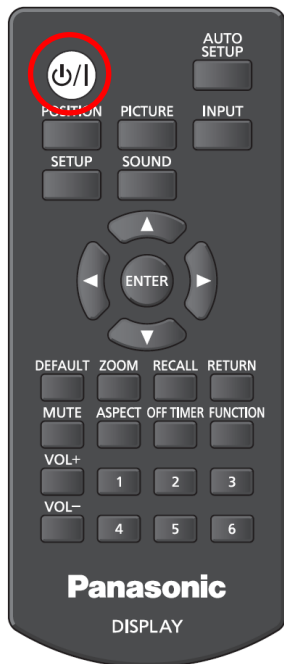 ⏻/|
AUTO
SETUP
POSITION PICTURE INPUT
SETUP SOUND
ENTER
DEFAULT ZOOM RECALL RETURN
MUTE ASPECT OFF TIMER FUNCTION
VOL+
1 2 3
VOL−
4 5 6
Panasonic
DISPLAY